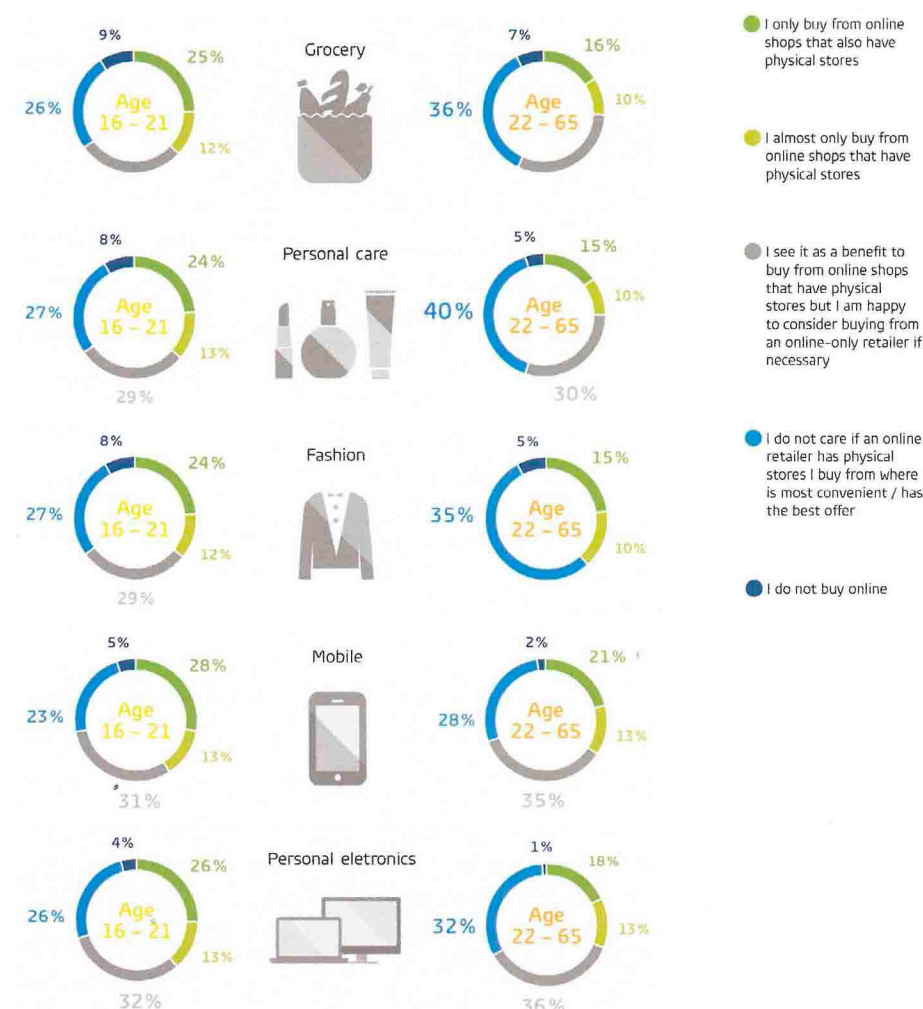 Grocery
9%
25%
26%
Age
16 – 21
12%
7%
16%
36%
Age
22 – 65
10%
Personal care
8%
24%
27%
Age
16 – 21
13%
29%
5%
15%
40%
Age
22 – 65
10%
30%
Fashion
8%
24%
27%
Age
16 – 21
12%
29%
5%
15%
35%
Age
22 – 65
10%
Mobile
5%
28%
23%
Age
16 – 21
13%
31%
2%
21%
28%
Age
22 – 65
13%
35%
Personal eletronics
4%
26%
26%
Age
16 – 21
13%
32%
1%
18%
32%
Age
22 – 65
13%
36%
I only buy from online
shops that also have
physical stores
I almost only buy from
online shops that have
physical stores
I see it as a benefit to
buy from online shops
that have physical
stores but I am happy
to consider buying from
an online-only retailer if
necessary
I do not care if an online
retailer has physical
stores I buy from where
is most convenient / has
the best offer
I do not buy online